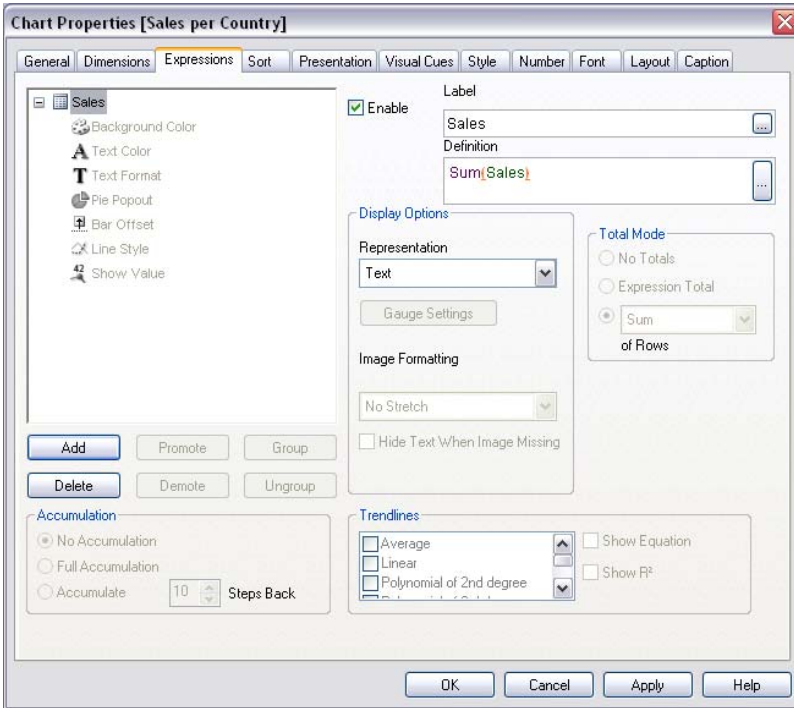 Chart Properties [Sales per Country]
General Dimensions Expressions Sort Presentation Visual Cues Style Number Font Layout Caption
Sales
Background Color
Text Color
Text Format
Pie Popout
Bar Offset
Line Style
42 Show Value
Enable
Label
Sales
...
Definition
Sum(Sales)
...
Display Options
Representation
Text
Gauge Settings
Image Formatting
No Stretch
Hide Text When Image Missing
Total Mode
No Totals
Expression Total
Sum
of Rows
Add Promote Group
Delete Demote Ungroup
Accumulation
No Accumulation
Full Accumulation
Accumulate 10 Steps Back
Trendlines
Average
Linear
Polynomial of 2nd degree
Show Equation
Show R²
OK Cancel Apply Help